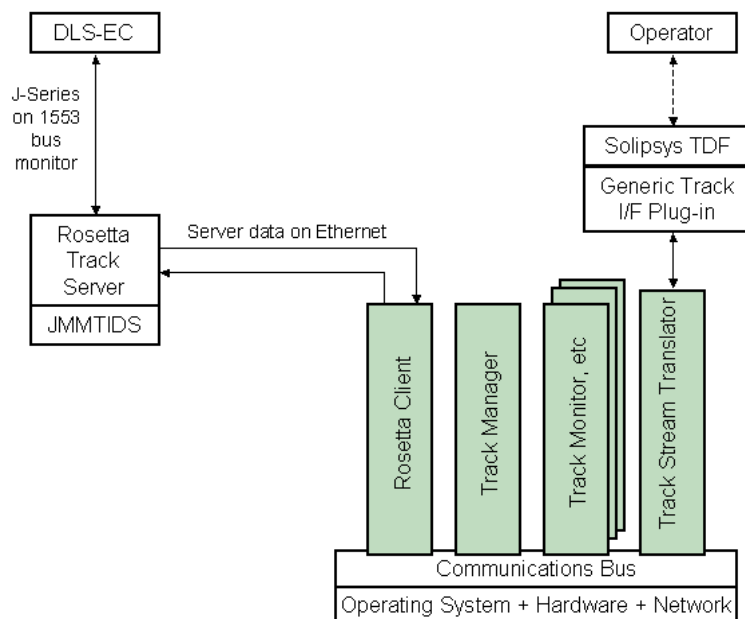 DLS-EC
Operator
J-Series
on 1553
bus
monitor
Solipsys TDF
Generic Track
I/F Plug-in
Rosetta
Track
Server
JMMTIDS
Server data on Ethernet
Rosetta Client
Track Manager
Track Monitor, etc
Track Stream Translator
Communications Bus
Operating System + Hardware + Network